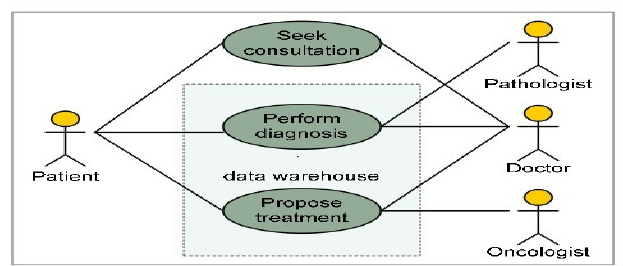 Seek
consultation
Pathologist
Perform
diagnosis
Patient
data warehouse
Doctor
Propose
treatment
Oncologist